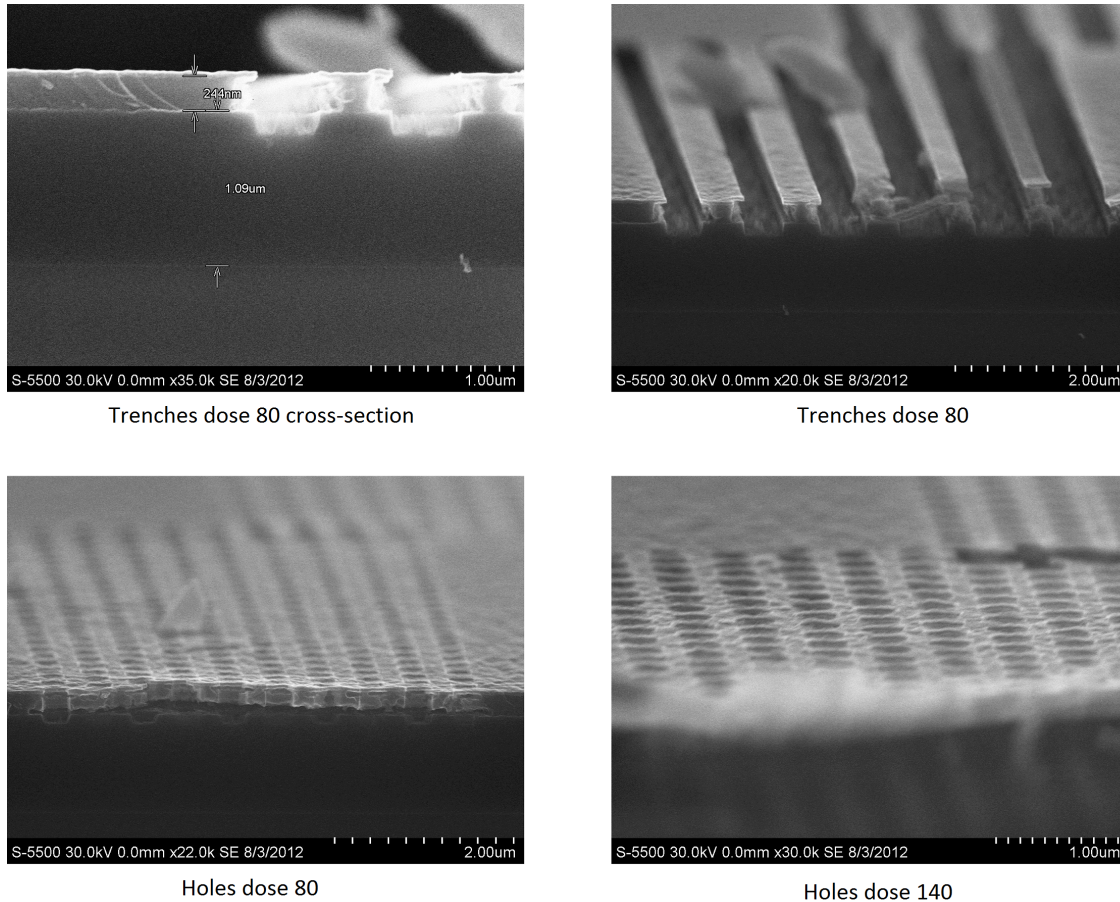 244nm
1.09um
S-5500 30.0kV 0.0mm x35.0k SE 8/3/2012 1.00um
Trenches dose 80 cross-section
S-5500 30.0kV 0.0mm x20.0k SE 8/3/2012 2.00um
Trenches dose 80
S-5500 30.0kV 0.0mm x22.0k SE 8/3/2012 2.00um
Holes dose 80
S-5500 30.0kV 0.0mm x30.0k SE 8/3/2012 1.00um
Holes dose 140